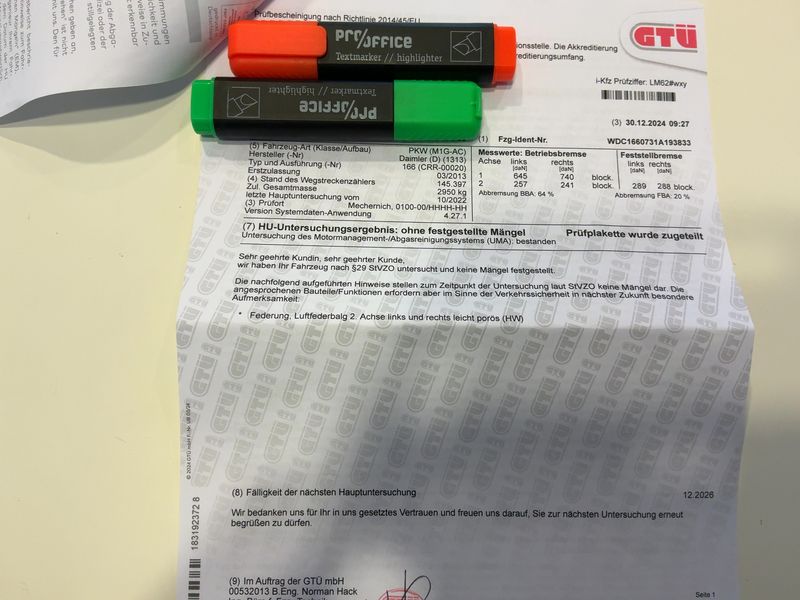 Prüfbescheinigung nach Richtlinie 2014/45/EU
ionsstelle. Die Akkreditierung
reditierungsumfang.
GTÜ
PRO/OFFICE
Textmarker // highlighter
PRO/OFFICE
Textmarker // highlighter
i-Kfz Prüfziffer: LM62#wxy
(3) 30.12.2024 09:27
(1) Fzg-Ident-Nr. WDC1660731A193833
(5) Fahrzeug-Art (Klasse/Aufbau) PKW (M1G-AC)
Hersteller (-Nr) Daimler (D) (1313)
Typ und Ausführung (-Nr) 166 (CRR-00020)
Erstzulassung 03/2013
(4) Stand des Wegstreckenzählers 145.397
Zul. Gesamtmasse 2950 kg
letzte Hauptuntersuchung vom 10/2022
(3) Prüfort Mechernich, 0100-00/HHHH-HH
Version Systemdaten-Anwendung 4.27.1
Messwerte: Betriebsbremse Feststellbremse
Achse links rechts links rechts
[daN] [daN] [daN] [daN]
1 645 740 block.
2 257 241 block. 289 288 block.
Abbremsung BBA: 64 % Abbremsung FBA: 20 %
(7) HU-Untersuchungsergebnis: ohne festgestellte Mängel Prüfplakette wurde zugeteilt
Untersuchung des Motormanagement-/Abgasreinigungssystems (UMA): bestanden
Sehr geehrte Kundin, sehr geehrter Kunde,
wir haben Ihr Fahrzeug nach §29 StVZO untersucht und keine Mängel festgestellt.
Die nachfolgend aufgeführten Hinweise stellen zum Zeitpunkt der Untersuchung laut StVZO keine Mängel dar. Die
angesprochenen Bauteile/Funktionen erfordern aber im Sinne der Verkehrssicherheit in nächster Zukunft besondere
Aufmerksamkeit:
* Federung, Luftfederbalg 2. Achse links und rechts leicht porös (HW)
(8) Fälligkeit der nächsten Hauptuntersuchung 12.2026
Wir bedanken uns für Ihr in uns gesetztes Vertrauen und freuen uns darauf, Sie zur nächsten Untersuchung erneut
begrüßen zu dürfen.
183192372 8
(9) Im Auftrag der GTÜ mbH
00532013 B.Eng. Norman Hack
Seite 1